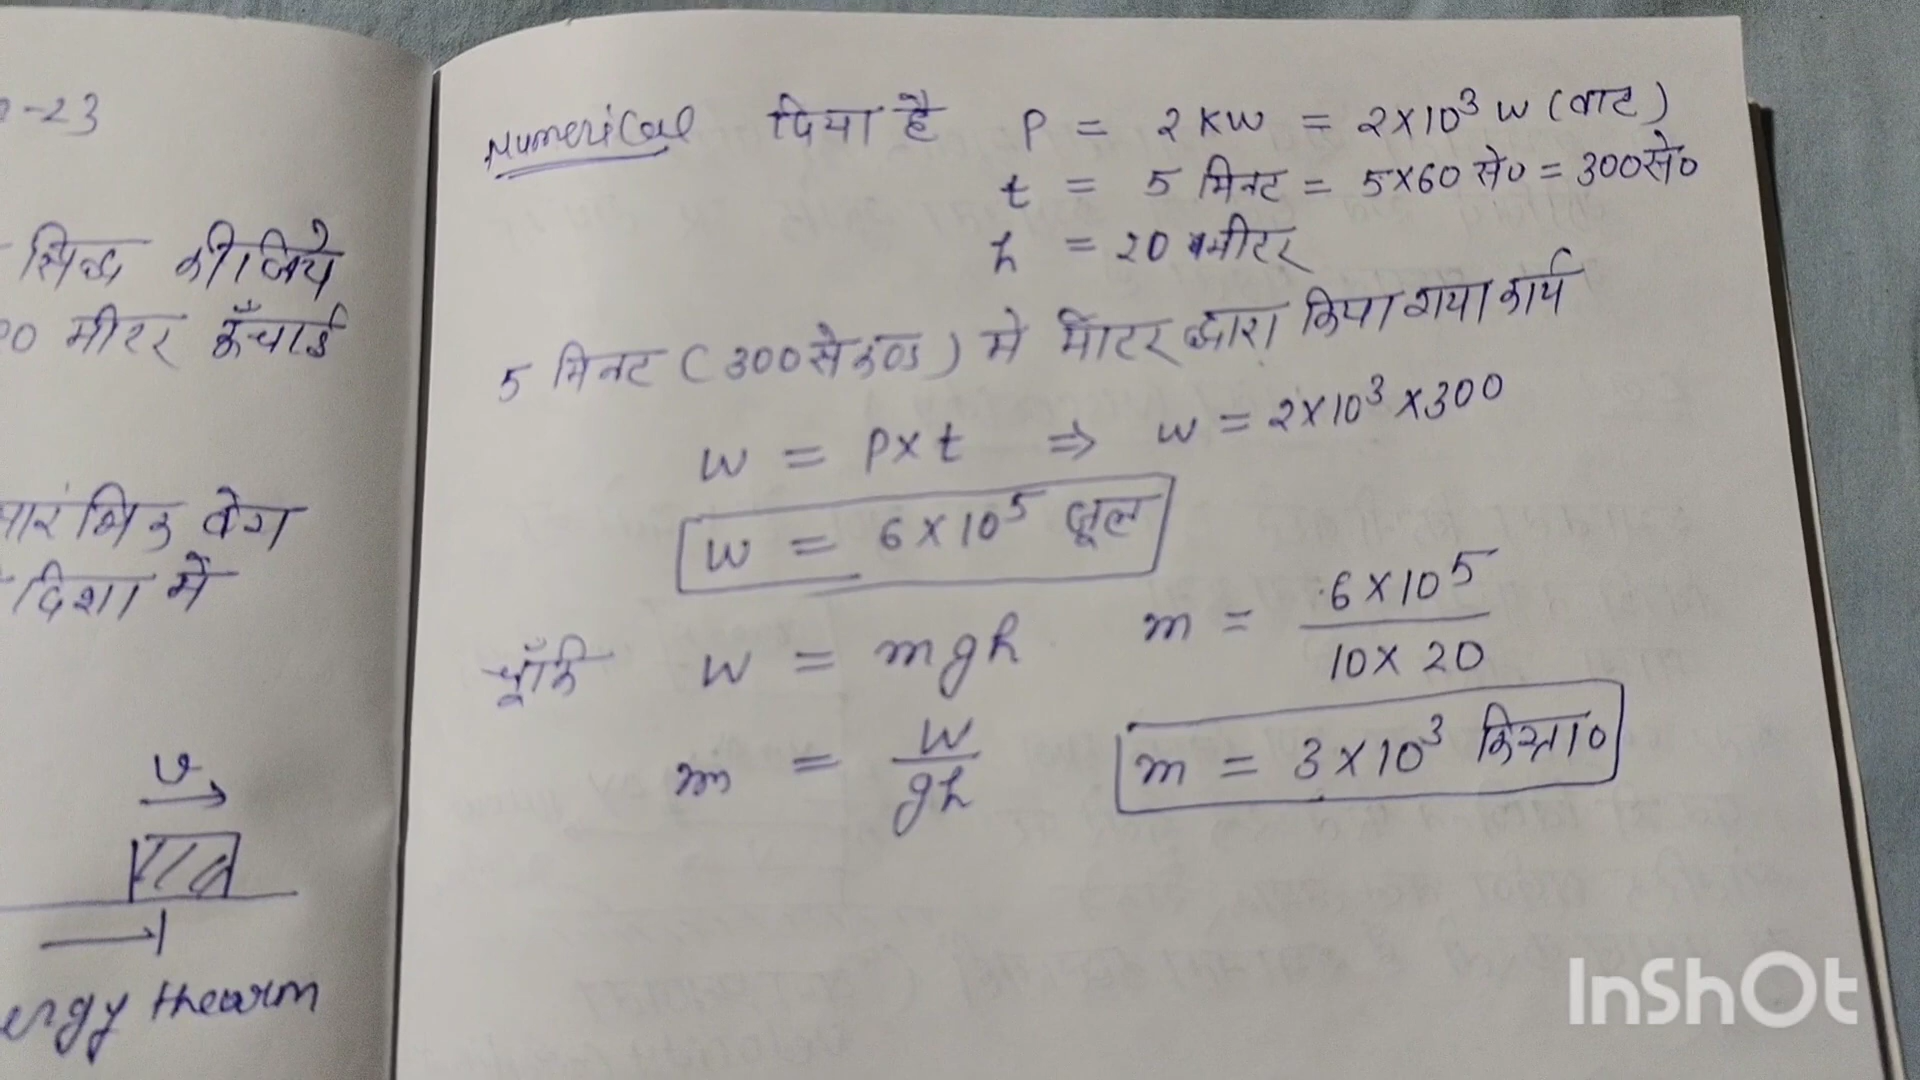 -23
सिद्ध कीजिये
मीटर ऊँचाई
वेग
दिशा में
v
ergy thearm
Numerical दिया है P = 2 KW = 2×10³ W (वाट)
t = 5 मिनट = 5×60 से० = 300 से०
h = 20 मीटर
5 मिनट (300 सेकण्ड) मे मोटर द्वारा किया गया कार्य
W = P×t ⇒ W = 2×10³×300
W = 6×10⁵ जूल
चूँकि W = mgh m = 6×10⁵ / 10×20
m = W / gh m = 3×10³ किग्रा०
InShOt